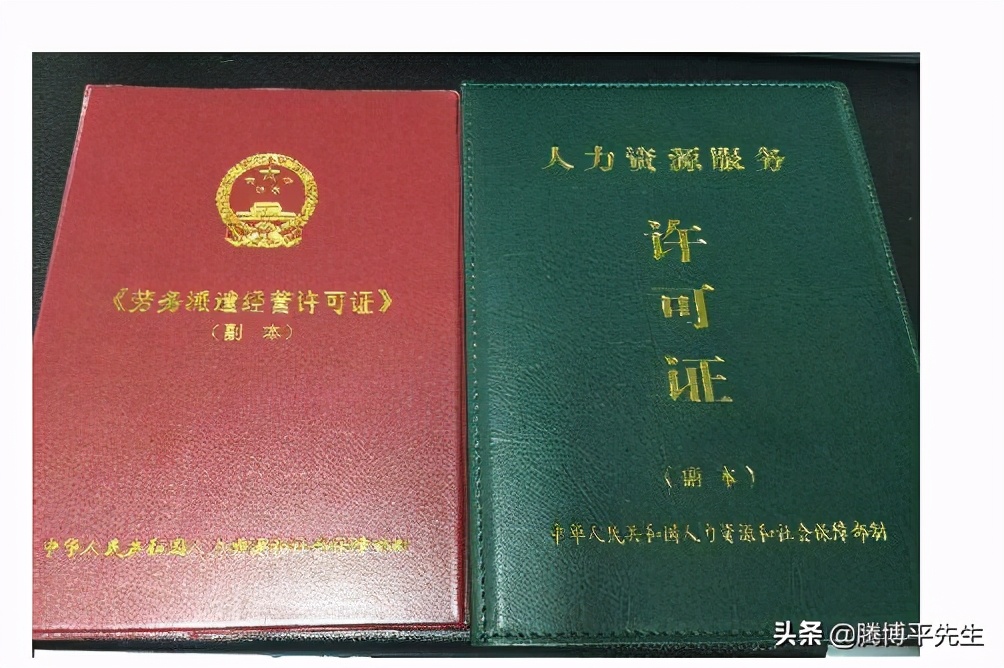 《劳务派遣经营许可证》
(副 本)
中华人民共和国人力资源和社会保障部制
人力资源服务
许
可
证
(副 本)
中华人民共和国人力资源和社会保障部制
头条 @腾博平先生